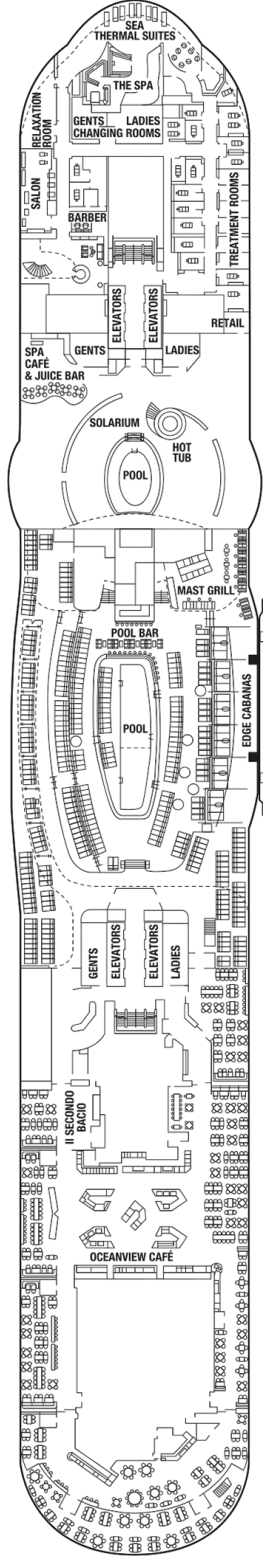 SEA
THERMAL SUITES
THE SPA
RELAXATION
ROOM
GENTS LADIES
CHANGING ROOMS
SALON
TREATMENT ROOMS
BARBER
ELEVATORS
ELEVATORS
RETAIL
SPA
CAFÉ
& JUICE BAR
GENTS
LADIES
SOLARIUM
HOT
TUB
POOL
MAST GRILL
POOL BAR
POOL
EDGE CABANAS
GENTS
ELEVATORS
ELEVATORS
LADIES
Il SECONDO
BACIO
OCEANVIEW CAFÉ